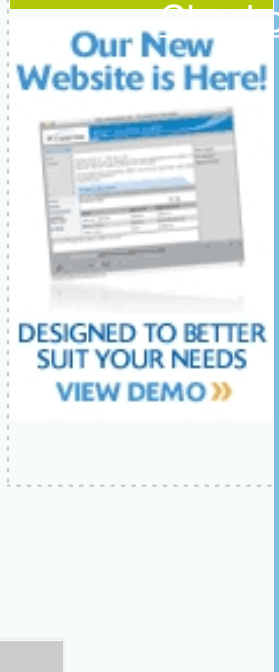 Our New
Website is Here!
DESIGNED TO BETTER
SUIT YOUR NEEDS
VIEW DEMO »